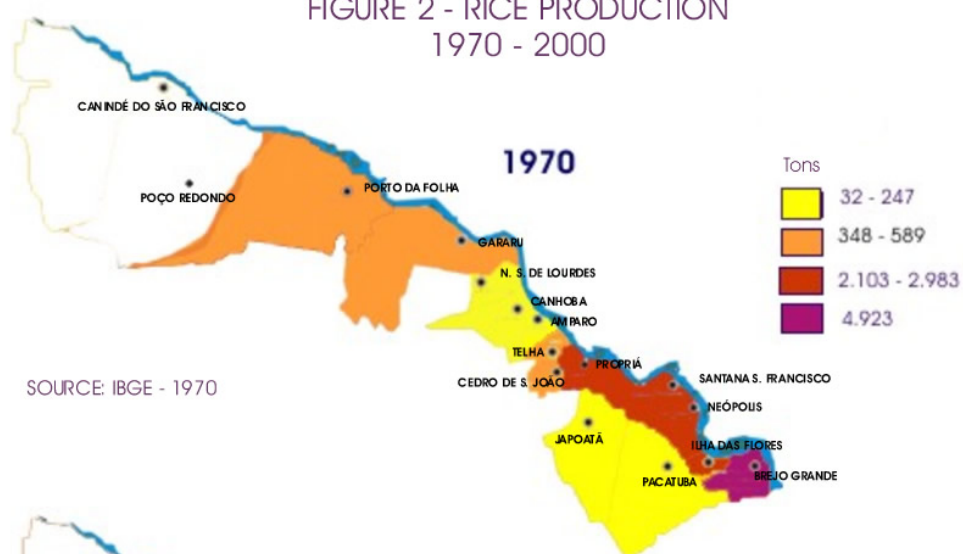 FIGURE 2 - RICE PRODUCTION
1970 - 2000
CANINDÉ DO SÃO FRANCISCO
1970
Tons
POÇO REDONDO
PORTO DA FOLHA
32 - 247
348 - 589
GARARU
N. S. DE LOURDES
2.103 - 2.983
CANHOBA
AMPARO
4.923
TELHA
PROPRIÁ
SOURCE: IBGE - 1970
CEDRO DE S. JOÃO
SANTANA S. FRANCISCO
NEÓPOLIS
JAPOATÃ
ILHA DAS FLORES
PACATUBA
BREJO GRANDE